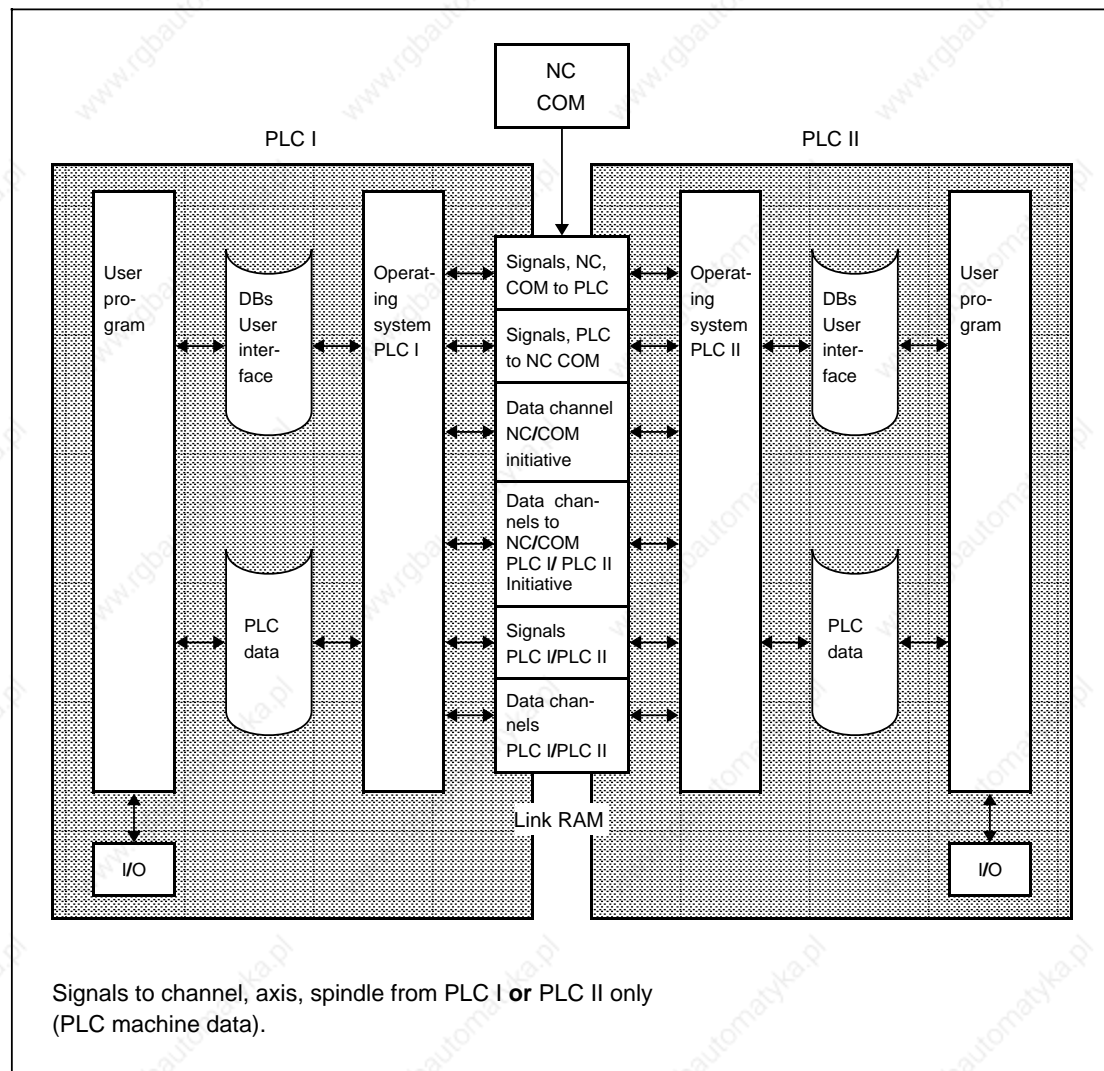 NC
COM
PLC I
PLC II
User
pro-
gram
DBs
User
inter-
face
Operat-
ing
system
PLC I
Signals, NC,
COM to PLC
Signals, PLC
to NC COM
Data channel
NC/COM
initiative
Data chan-
nels to
NC/COM
PLC I/ PLC II
Initiative
Signals
PLC I/PLC II
Data chan-
nels
PLC I/PLC II
Operat-
ing
system
PLC II
DBs
User
inter-
face
User
pro-
gram
PLC
data
PLC
data
Link RAM
I/O
I/O
Signals to channel, axis, spindle from PLC I or PLC II only
(PLC machine data).
www.rgbautomatyka.pl